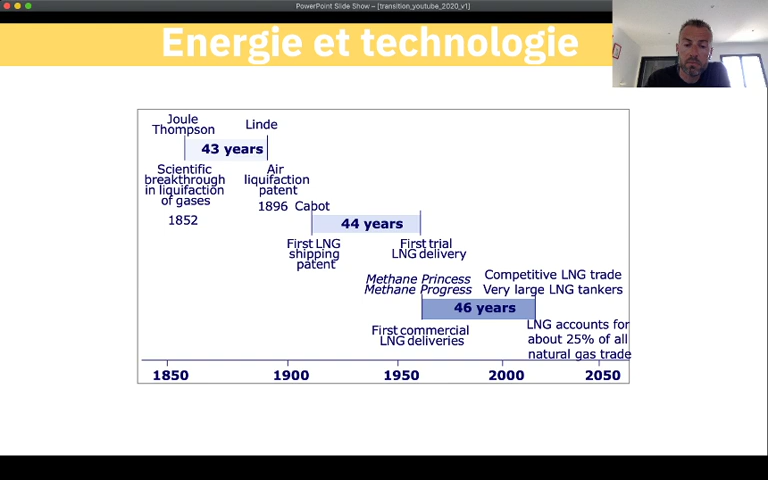 PowerPoint Slide Show – [transition_youtube_2020_v1]
Energie et technologie
Joule
Thompson
Linde
43 years
Scientific
breakthrough
in liquifaction
of gases
1852
Air
liquifaction
patent
1896 Cabot
44 years
First LNG
shipping
patent
First trial
LNG delivery
Methane Princess
Methane Progress
Competitive LNG trade
Very large LNG tankers
46 years
First commercial
LNG deliveries
LNG accounts for
about 25% of all
natural gas trade
1850 1900 1950 2000 2050